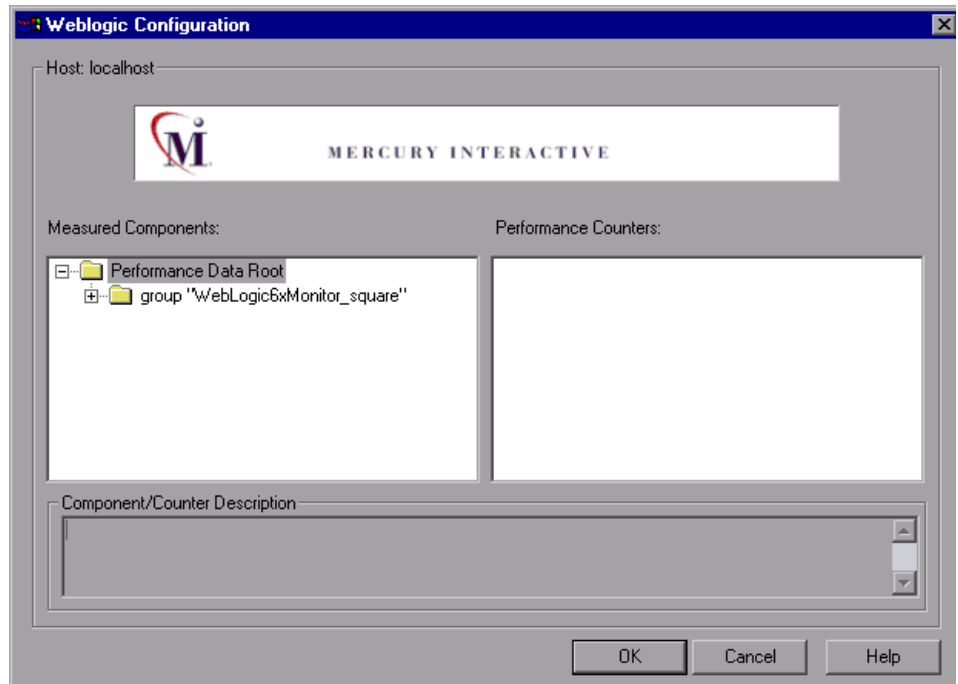 Weblogic Configuration
Host: localhost
M
MERCURY INTERACTIVE
Measured Components:
Performance Counters:
Performance Data Root
group "WebLogic6xMonitor_square"
Component/Counter Description
OK
Cancel
Help